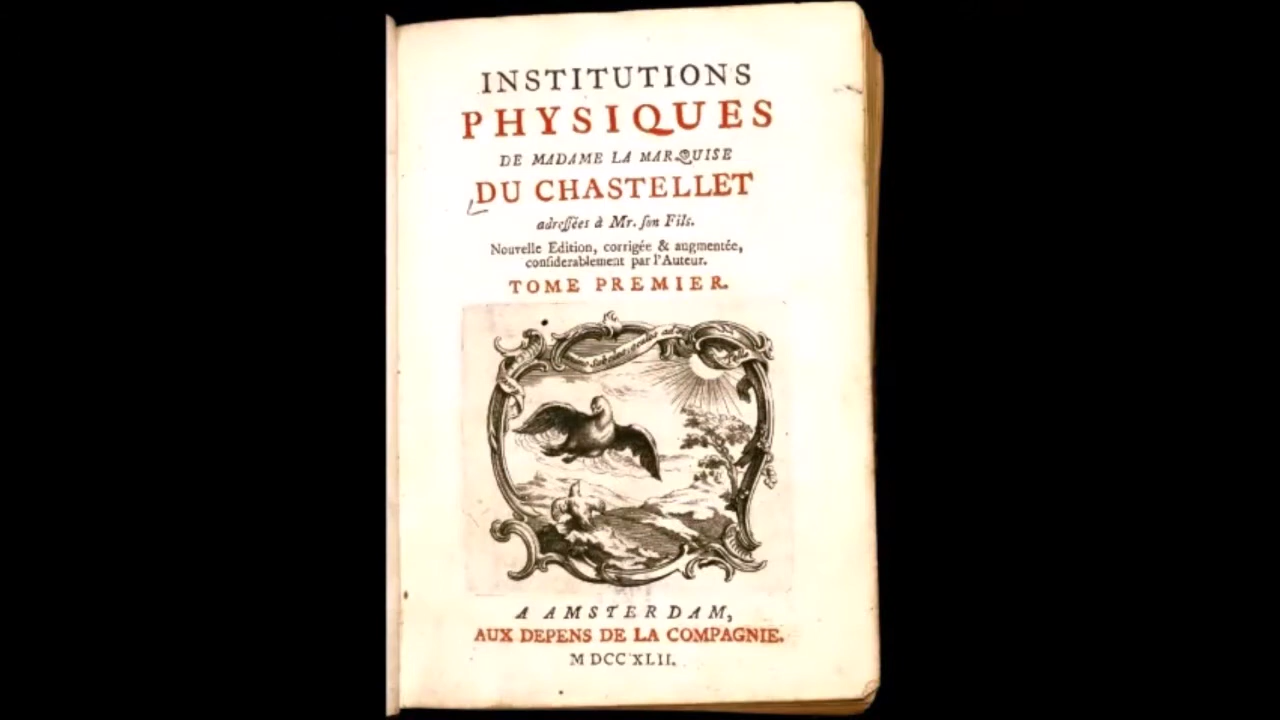 INSTITUTIONS
PHYSIQUES
DE MADAME LA MARQUISE
DU CHASTELLET
adreſſées à Mr. ſon Fils.
Nouvelle Edition, corrigée & augmentée,
conſiderablement par l'Auteur.
TOME PREMIER.
A AMSTERDAM,
AUX DEPENS DE LA COMPAGNIE.
M DCC XLII.